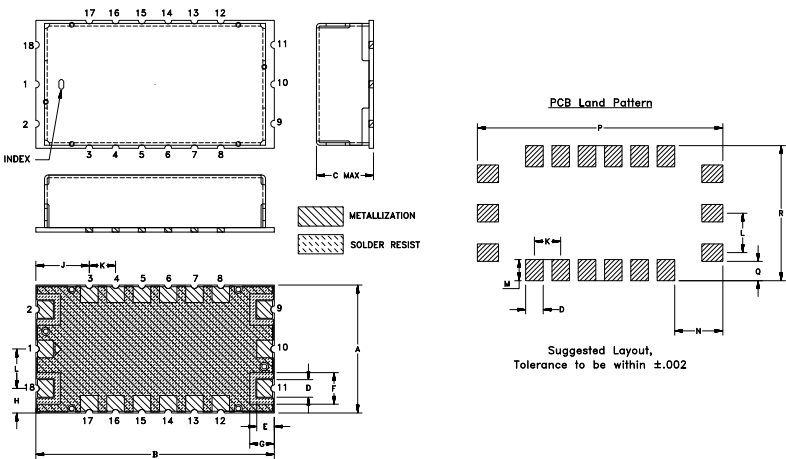 17 16 15 14 13 12
18 11
1 10
2 9
INDEX
3 4 5 6 7 8
C MAX
PCB Land Pattern
P
R
K
L
M
D
Q
N
METALLIZATION
SOLDER RESIST
J K
3 4 5 6 7 8
2 9
1 10
18 11
L
H
A
D
F
E
G
17 16 15 14 13 12
B
Suggested Layout,
Tolerance to be within ±.002